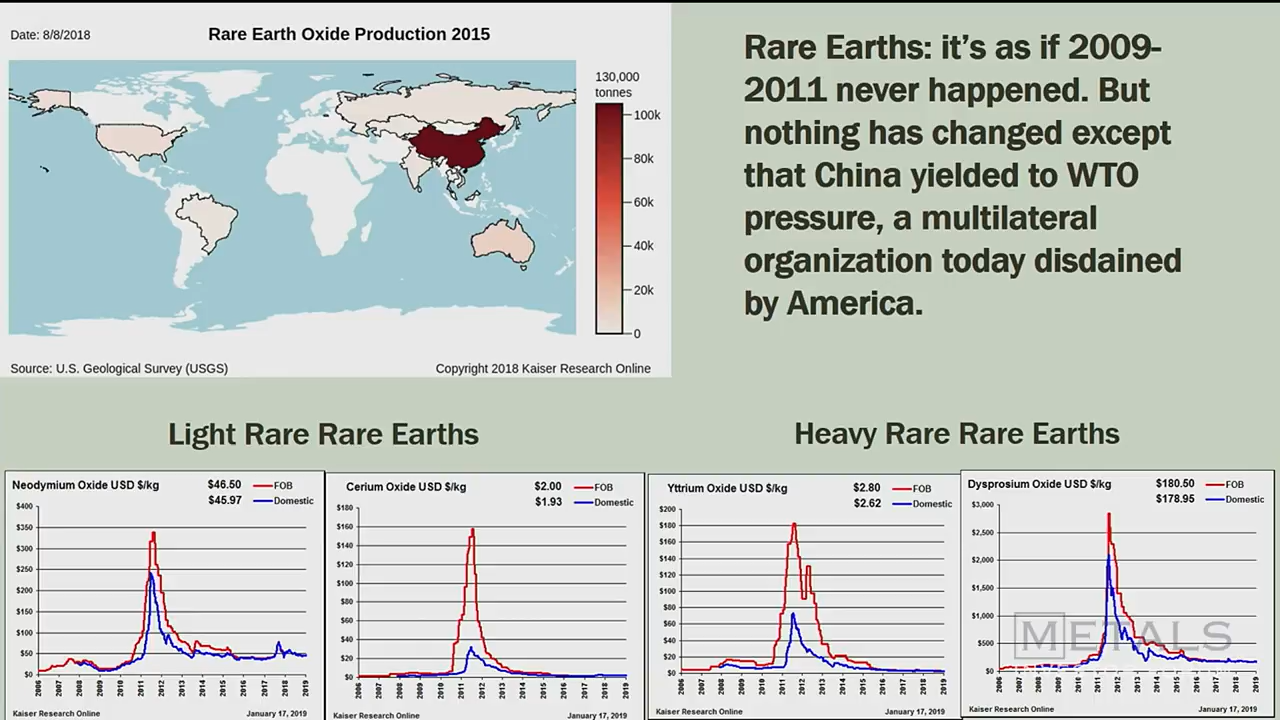 Date: 8/8/2018
Rare Earth Oxide Production 2015
130,000
tonnes
100k
80k
60k
40k
20k
0
Source: U.S. Geological Survey (USGS)
Copyright 2018 Kaiser Research Online
Rare Earths: it’s as if 2009-
2011 never happened. But
nothing has changed except
that China yielded to WTO
pressure, a multilateral
organization today disdained
by America.
Light Rare Rare Earths
Heavy Rare Rare Earths
Neodymium Oxide USD $/kg
$46.50 FOB
$45.97 Domestic
$400
$350
$300
$250
$200
$150
$100
$50
$0
2006 2007 2008 2009 2010 2011 2012 2013 2014 2015 2016 2017 2018 2019
Kaiser Research Online January 17, 2019
Cerium Oxide USD $/kg
$2.00 FOB
$1.93 Domestic
$180
$160
$140
$120
$100
$80
$60
$40
$20
$0
2006 2007 2008 2009 2010 2011 2012 2013 2014 2015 2016 2017 2018 2019
Kaiser Research Online January 17, 2019
Yttrium Oxide USD $/kg
$2.80 FOB
$2.62 Domestic
$200
$180
$160
$140
$120
$100
$80
$60
$40
$20
$0
2006 2007 2008 2009 2010 2011 2012 2013 2014 2015 2016 2017 2018 2019
Kaiser Research Online January 17, 2019
Dysprosium Oxide USD $/kg
$180.50 FOB
$178.95 Domestic
$3,000
$2,500
$2,000
$1,500
$1,000
$500
$0
2006 2007 2008 2009 2010 2011 2012 2013 2014 2015 2016 2017 2018 2019
Kaiser Research Online January 17, 2019
METALS